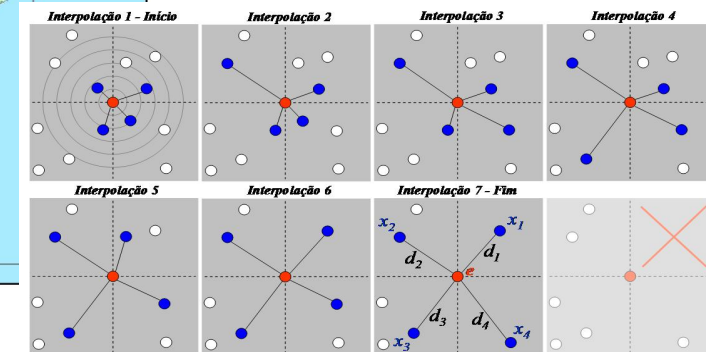 Interpolação 1 - Início
Interpolação 2
Interpolação 3
Interpolação 4
Interpolação 5
Interpolação 6
Interpolação 7 - Fim
x1
x2
d1
d2
e
d3
d4
x3
x4